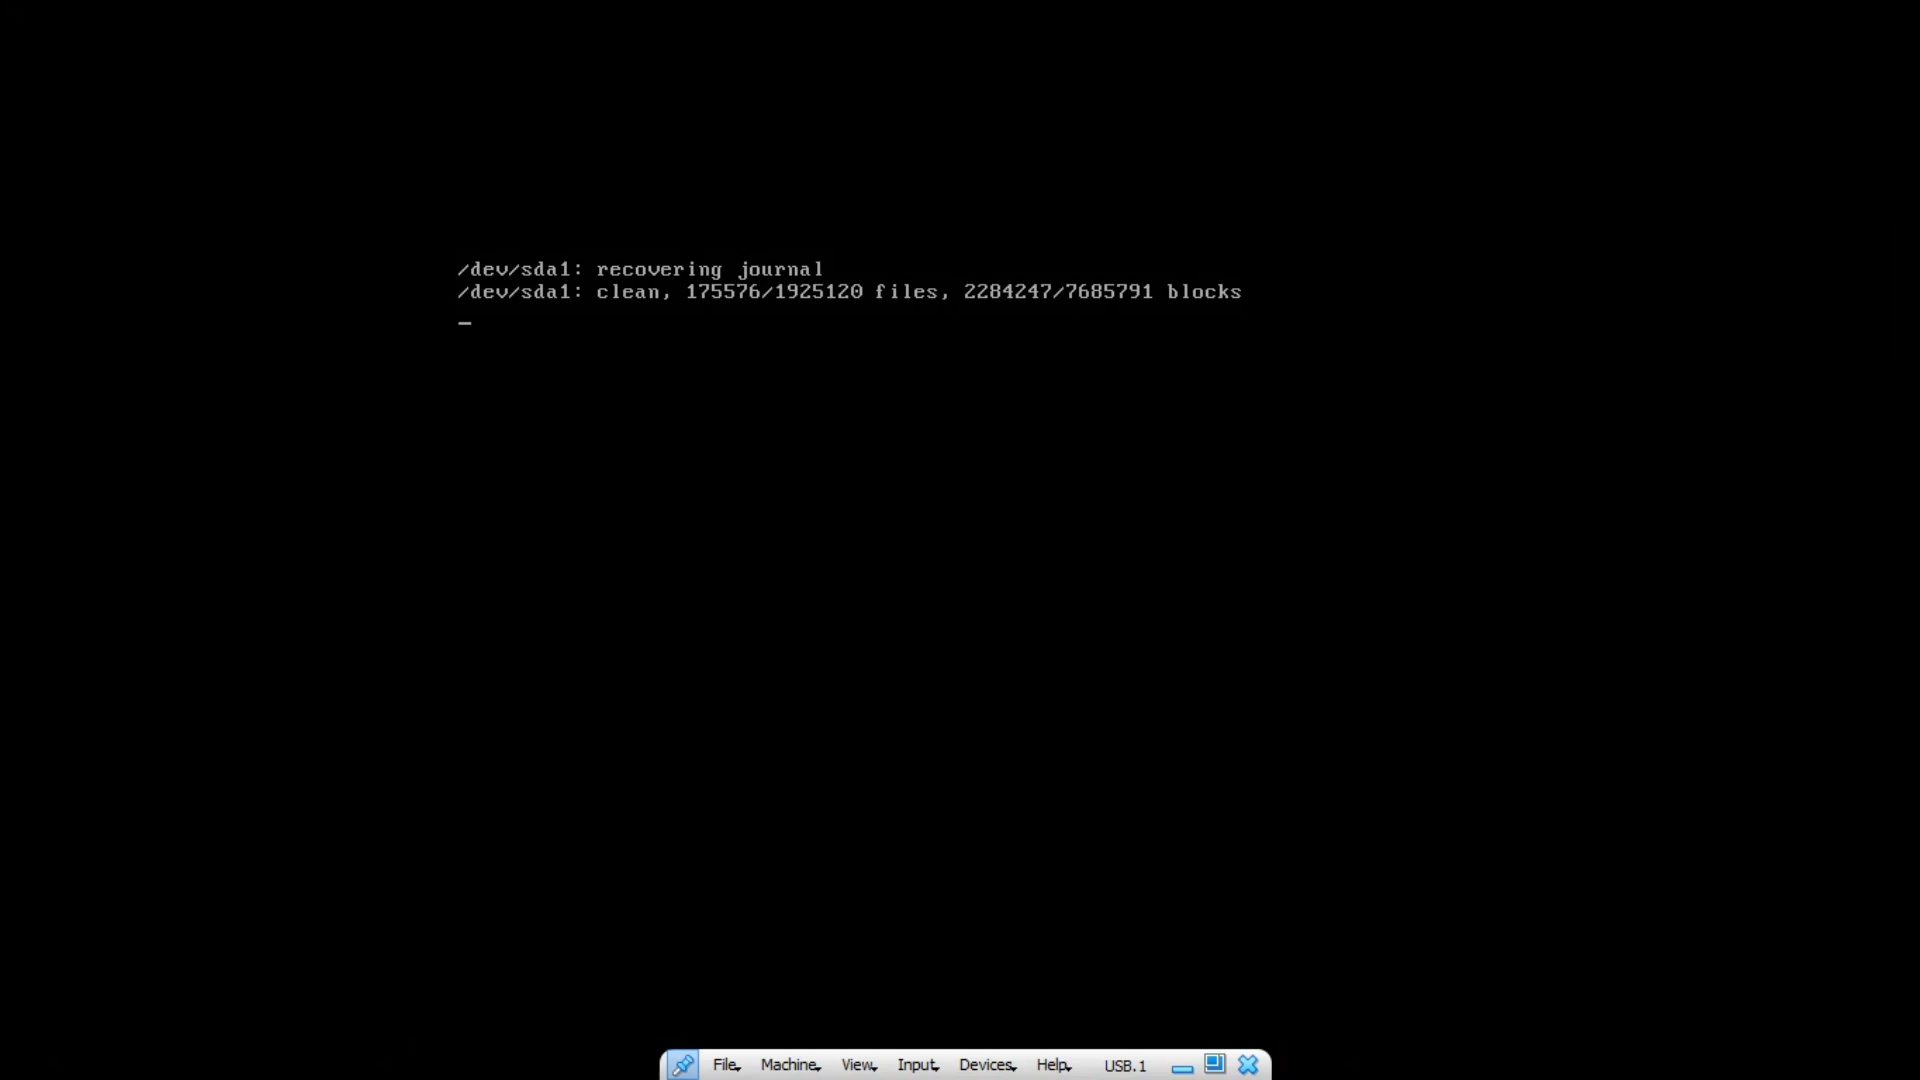 /dev/sda1: recovering journal
/dev/sda1: clean, 175576/1925120 files, 2284247/7685791 blocks
_
File Machine View Input Devices Help USB.1